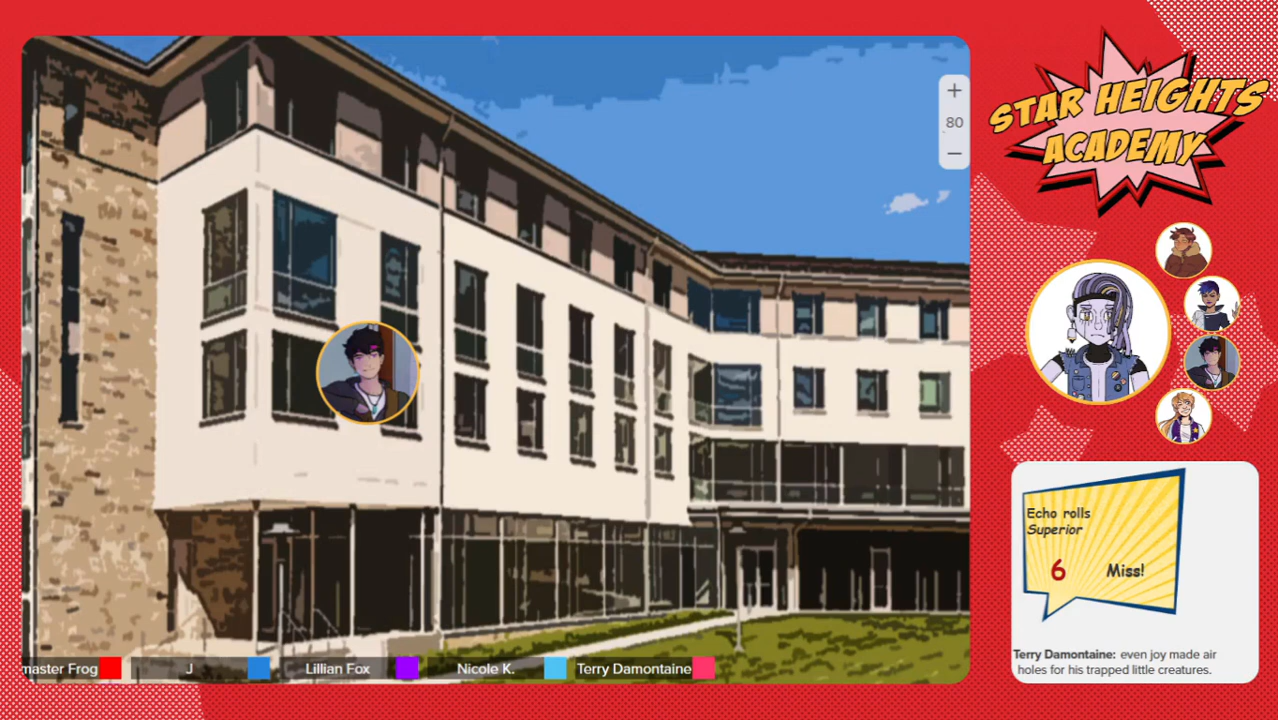 STAR HEIGHTS
ACADEMY
+
80
−
Echo rolls
Superior
6 Miss!
Terry Damontaine: even joy made air
holes for his trapped little creatures.
master Frog J Lillian Fox Nicole K. Terry Damontaine